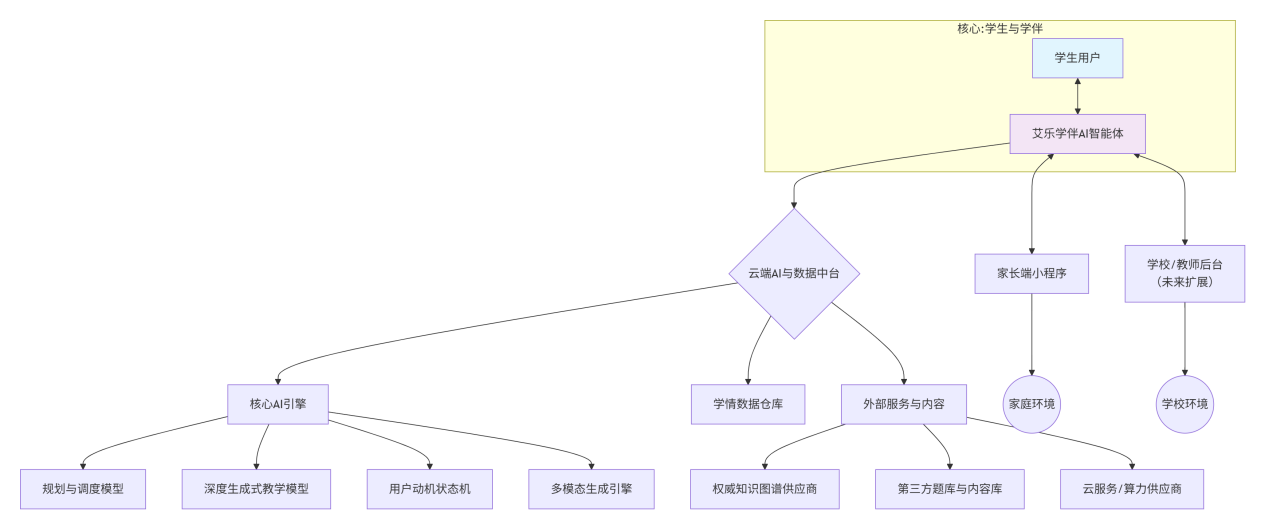 核心:学生与学伴
学生用户
艾乐学伴AI智能体
云端AI与数据中台
家长端小程序
学校/教师后台
（未来扩展）
核心AI引擎
学情数据仓库
外部服务与内容
家庭环境
学校环境
规划与调度模型
深度生成式教学模型
用户动机状态机
多模态生成引擎
权威知识图谱供应商
第三方题库与内容库
云服务/算力供应商